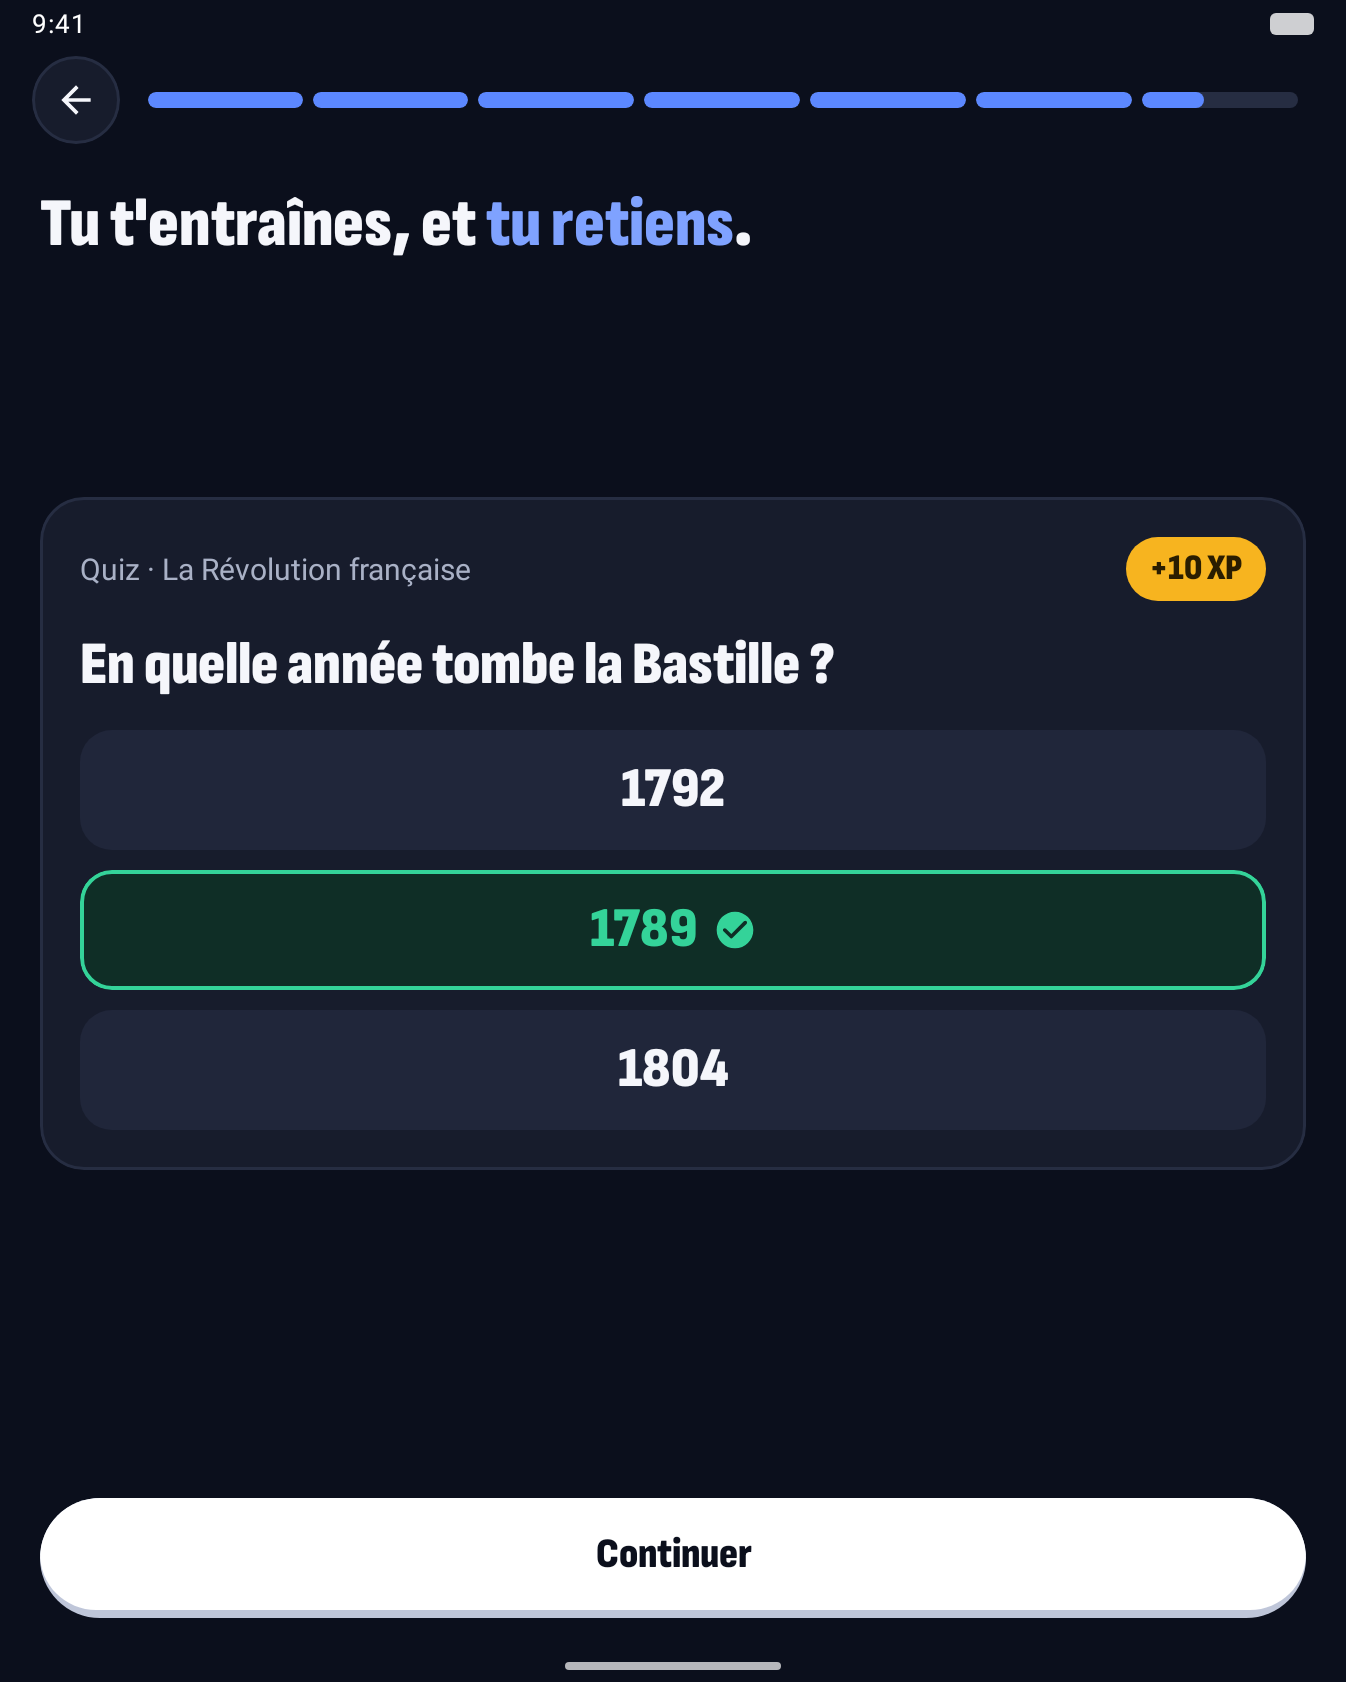 9:41
Tu t'entraînes, et tu retiens.
Quiz · La Révolution française
+10 XP
En quelle année tombe la Bastille ?
1792
1789
1804
Continuer